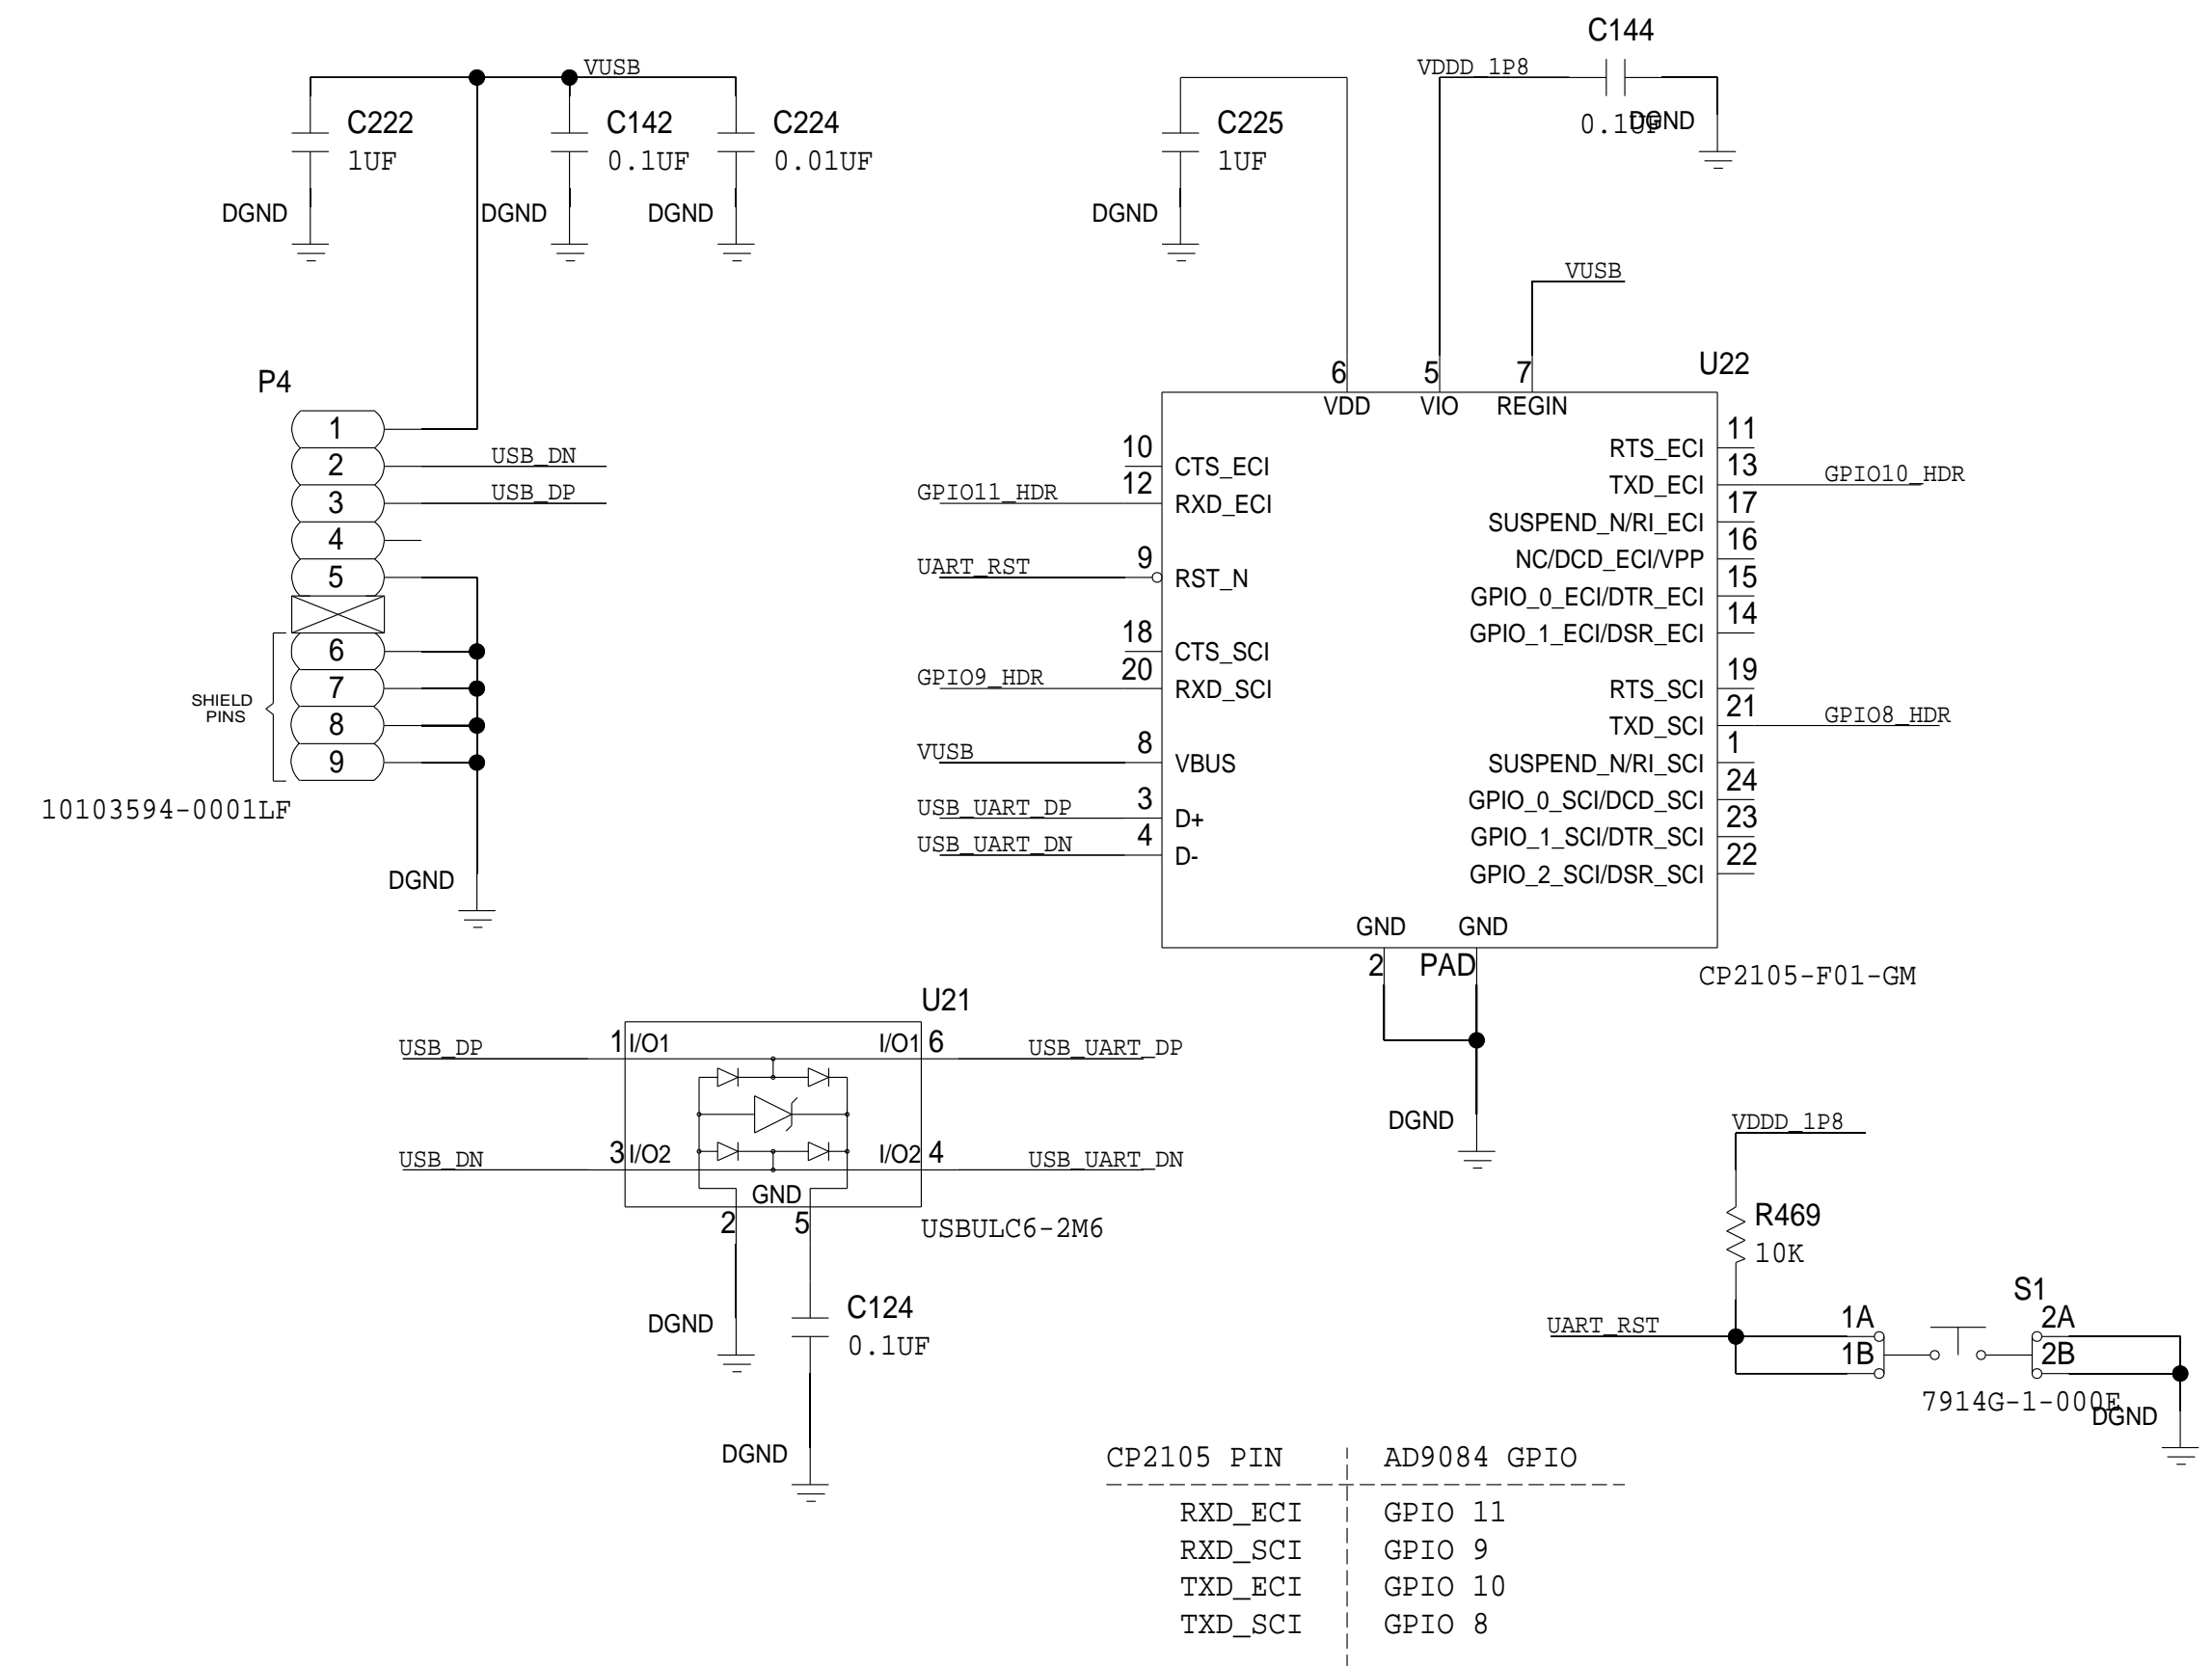 C144
VUSB
VDDD_1P8
C222
1UF
C142
0.1UF
C224
0.01UF
C225
1UF
0.1UF
DGND
DGND
DGND
DGND
DGND
VUSB
P4
U22
6
5
7
VDD
VIO
REGIN
1
2
USB_DN
3
USB_DP
4
5
6
7
8
9
SHIELD
PINS
10103594-0001LF
DGND
10
CTS_ECI
GPIO11_HDR
12
RXD_ECI
UART_RST
9
RST_N
18
CTS_SCI
GPIO9_HDR
20
RXD_SCI
VUSB
8
VBUS
USB_UART_DP
3
D+
USB_UART_DN
4
D-
RTS_ECI
11
TXD_ECI
13
GPIO10_HDR
SUSPEND_N/RI_ECI
17
NC/DCD_ECI/VPP
16
GPIO_0_ECI/DTR_ECI
15
GPIO_1_ECI/DSR_ECI
14
RTS_SCI
19
TXD_SCI
21
GPIO8_HDR
SUSPEND_N/RI_SCI
1
GPIO_0_SCI/DCD_SCI
24
GPIO_1_SCI/DTR_SCI
23
GPIO_2_SCI/DSR_SCI
22
GND
GND
2
PAD
CP2105-F01-GM
DGND
U21
USB_DP
1
I/O1
I/O1
6
USB_UART_DP
USB_DN
3
I/O2
I/O2
4
USB_UART_DN
GND
2
5
USBULC6-2M6
DGND
C124
0.1UF
DGND
VDDD_1P8
R469
10K
S1
UART_RST
1A
2A
1B
2B
7914G-1-000E
DGND
CP2105 PIN AD9084 GPIO
RXD_ECI GPIO 11
RXD_SCI GPIO 9
TXD_ECI GPIO 10
TXD_SCI GPIO 8